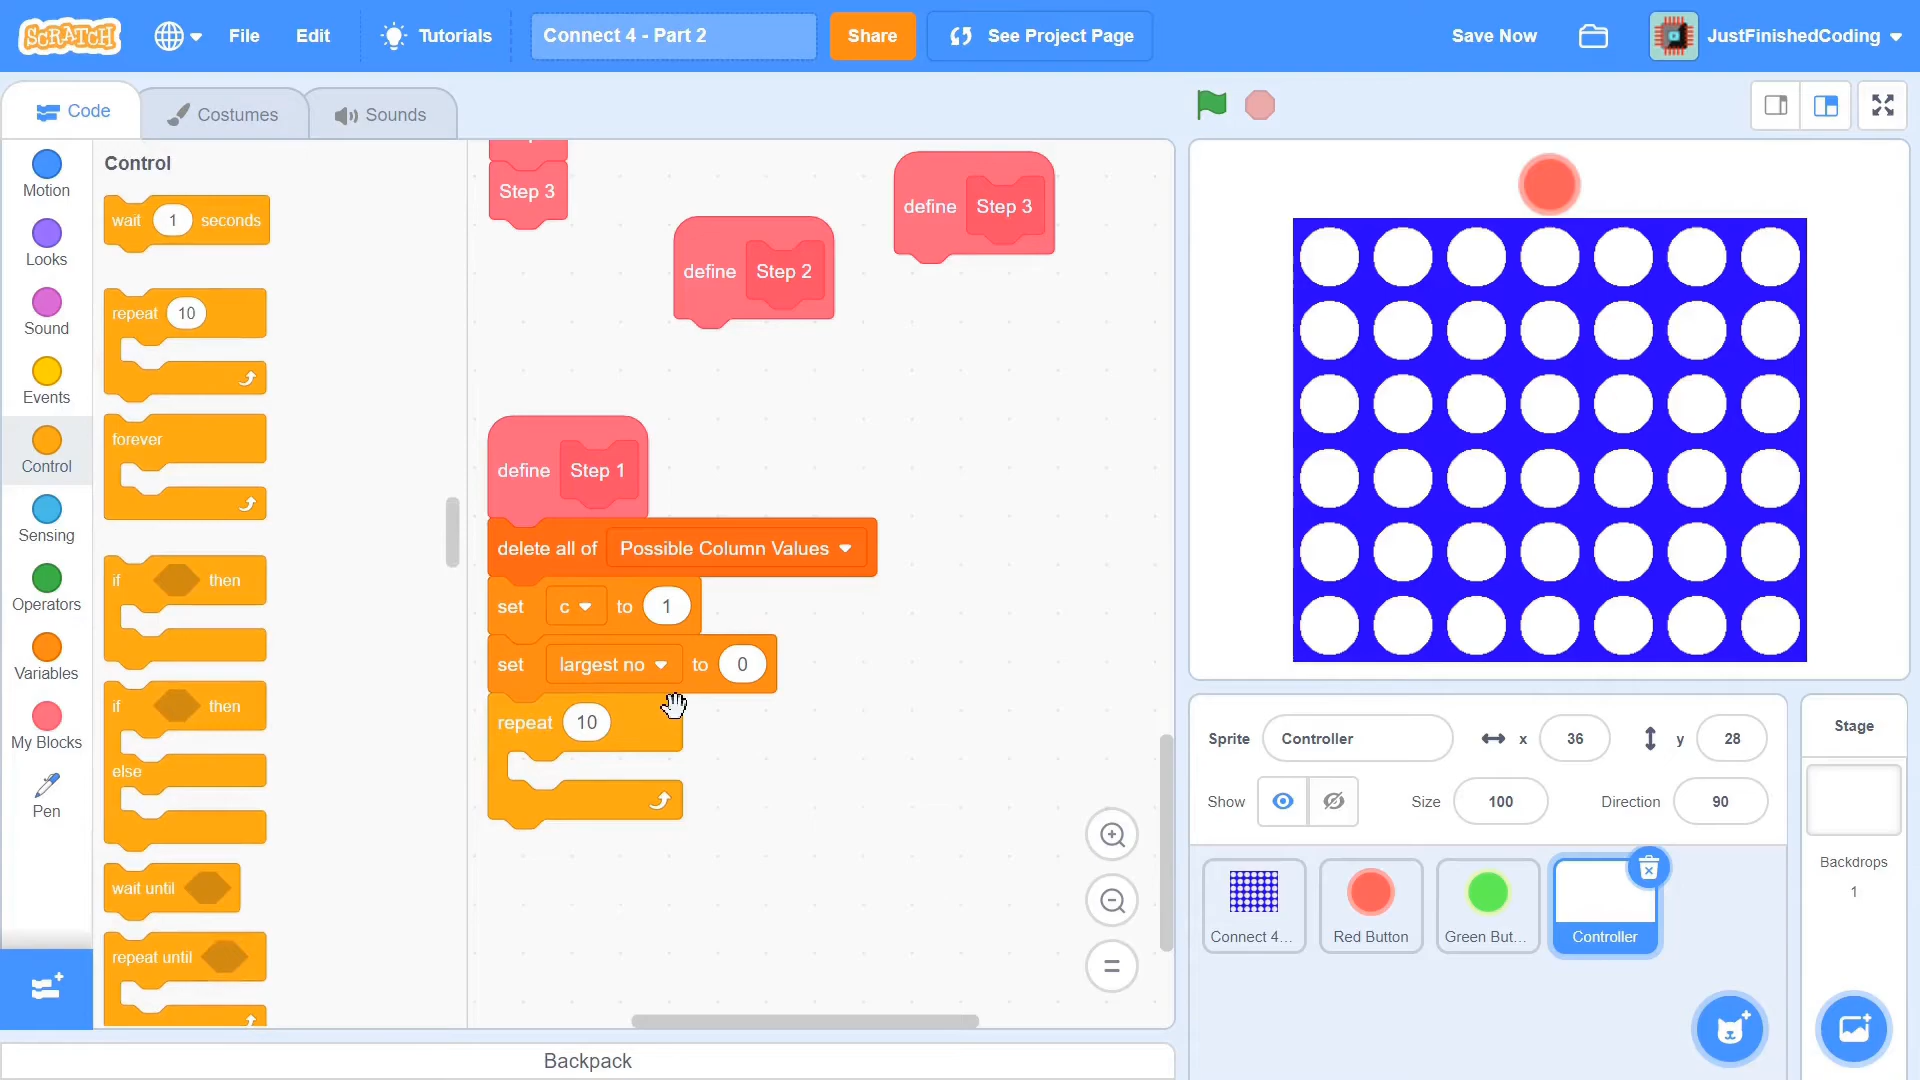 SCRATCH File Edit Tutorials Connect 4 - Part 2 Share See Project Page Save Now JustFinishedCoding
Code Costumes Sounds
Motion
Looks
Sound
Events
Control
Sensing
Operators
Variables
My Blocks
Pen
Control
wait 1 seconds
repeat 10
forever
if then
if then
else
wait until
repeat until
Step 3
define Step 2
define Step 3
define Step 1
delete all of Possible Column Values
set c to 1
set largest no to 0
repeat 10
Backpack
Sprite Controller x 36 y 28
Show Size 100 Direction 90
Connect 4... Red Button Green But... Controller
Stage
Backdrops
1